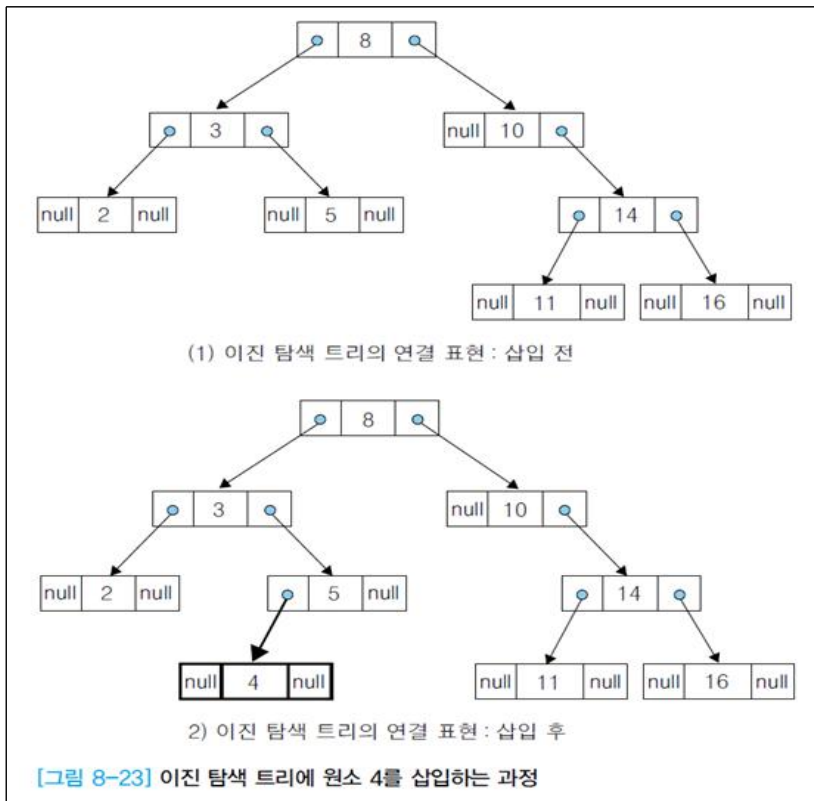 8
3
null 10
null 2 null
null 5 null
14
null 11 null
null 16 null
(1) 이진 탐색 트리의 연결 표현 : 삽입 전
8
3
null 10
null 2 null
5 null
14
null 4 null
null 11 null
null 16 null
2) 이진 탐색 트리의 연결 표현 : 삽입 후
[그림 8-23] 이진 탐색 트리에 원소 4를 삽입하는 과정